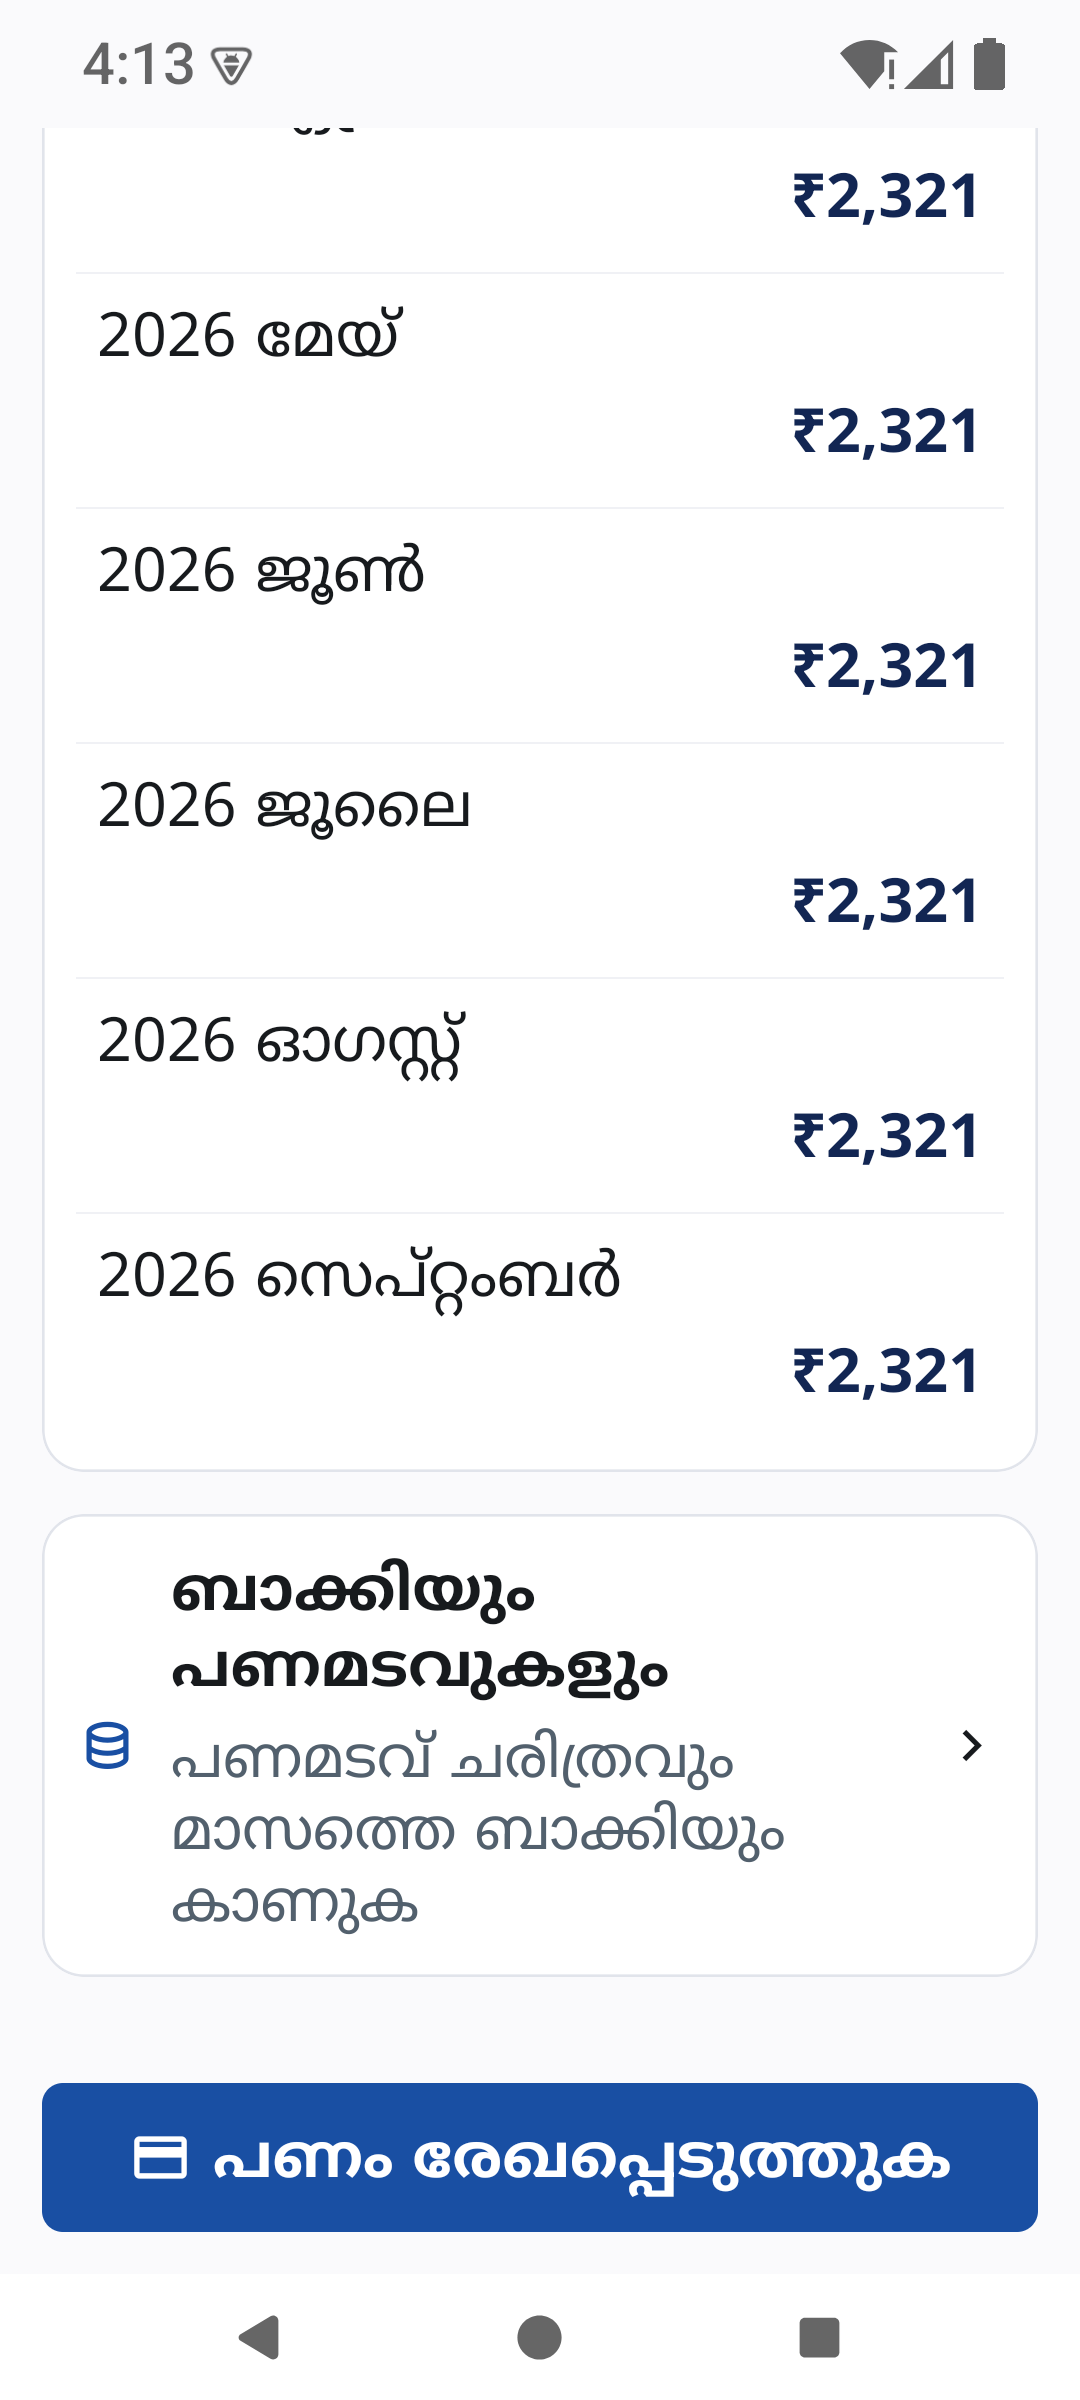 4:13
₹2,321
2026 മേയ്
₹2,321
2026 ജൂൺ
₹2,321
2026 ജൂലൈ
₹2,321
2026 ഓഗസ്റ്റ്
₹2,321
2026 സെപ്റ്റംബർ
₹2,321
ബാക്കിയും
പണമടവുകളും
പണമടവ് ചരിത്രവും
മാസത്തെ ബാക്കിയും
കാണുക
പണം രേഖപ്പെടുത്തുക